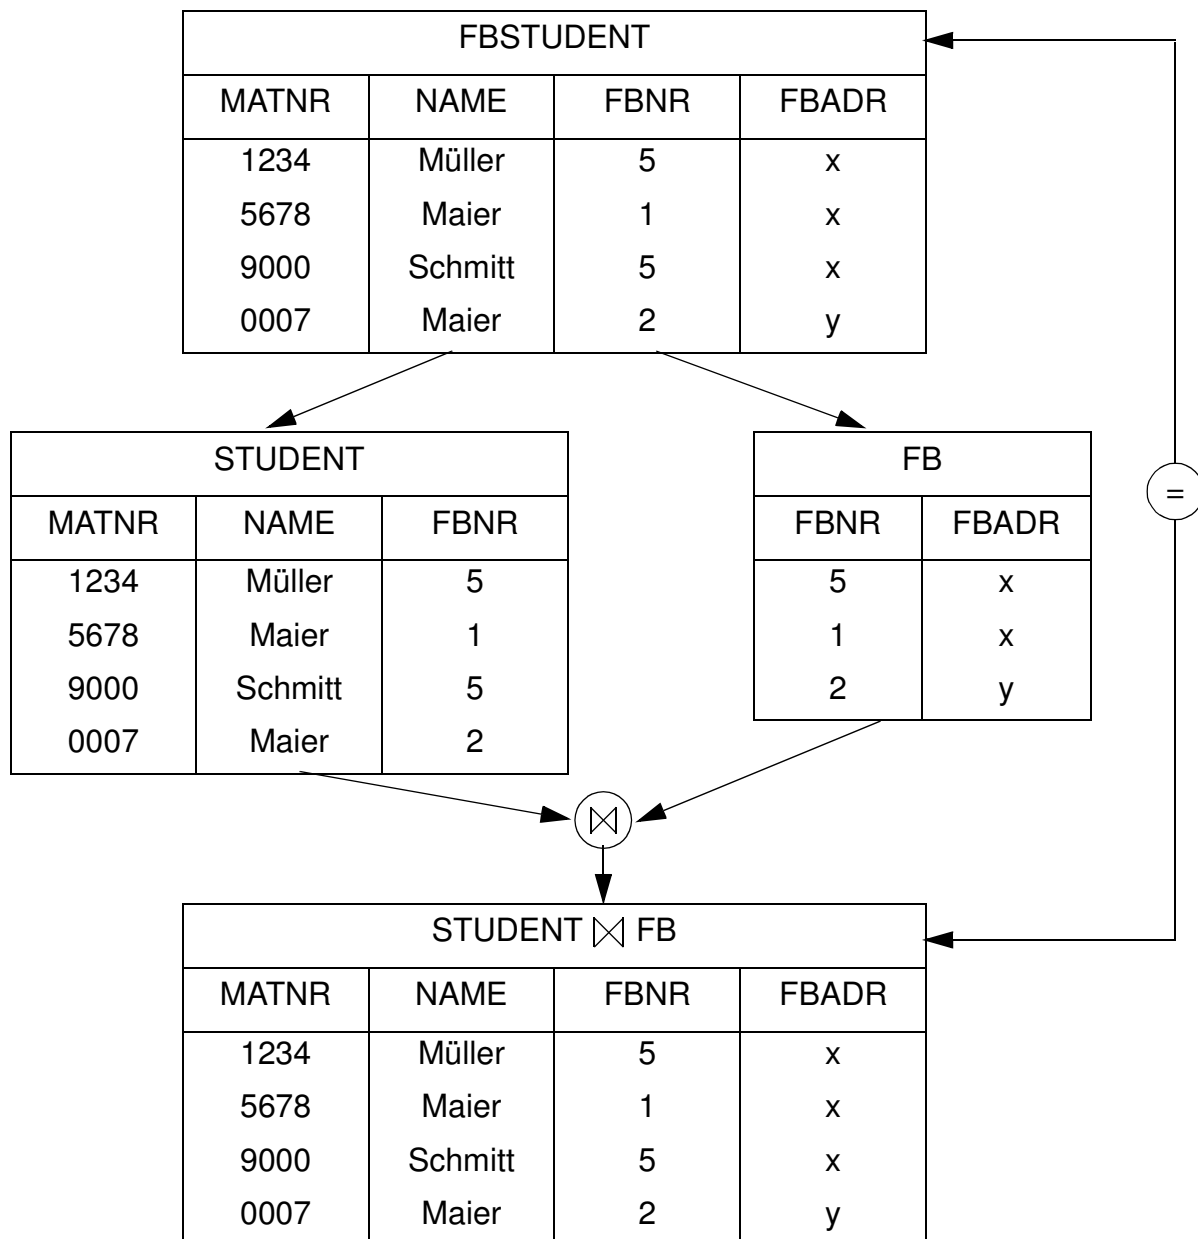 FBSTUDENT
MATNR NAME FBNR FBADR
1234 Müller 5 x
5678 Maier 1 x
9000 Schmitt 5 x
0007 Maier 2 y
STUDENT
MATNR NAME FBNR
1234 Müller 5
5678 Maier 1
9000 Schmitt 5
0007 Maier 2
FB
FBNR FBADR
5 x
1 x
2 y
=
⋈
STUDENT ⋈ FB
MATNR NAME FBNR FBADR
1234 Müller 5 x
5678 Maier 1 x
9000 Schmitt 5 x
0007 Maier 2 y